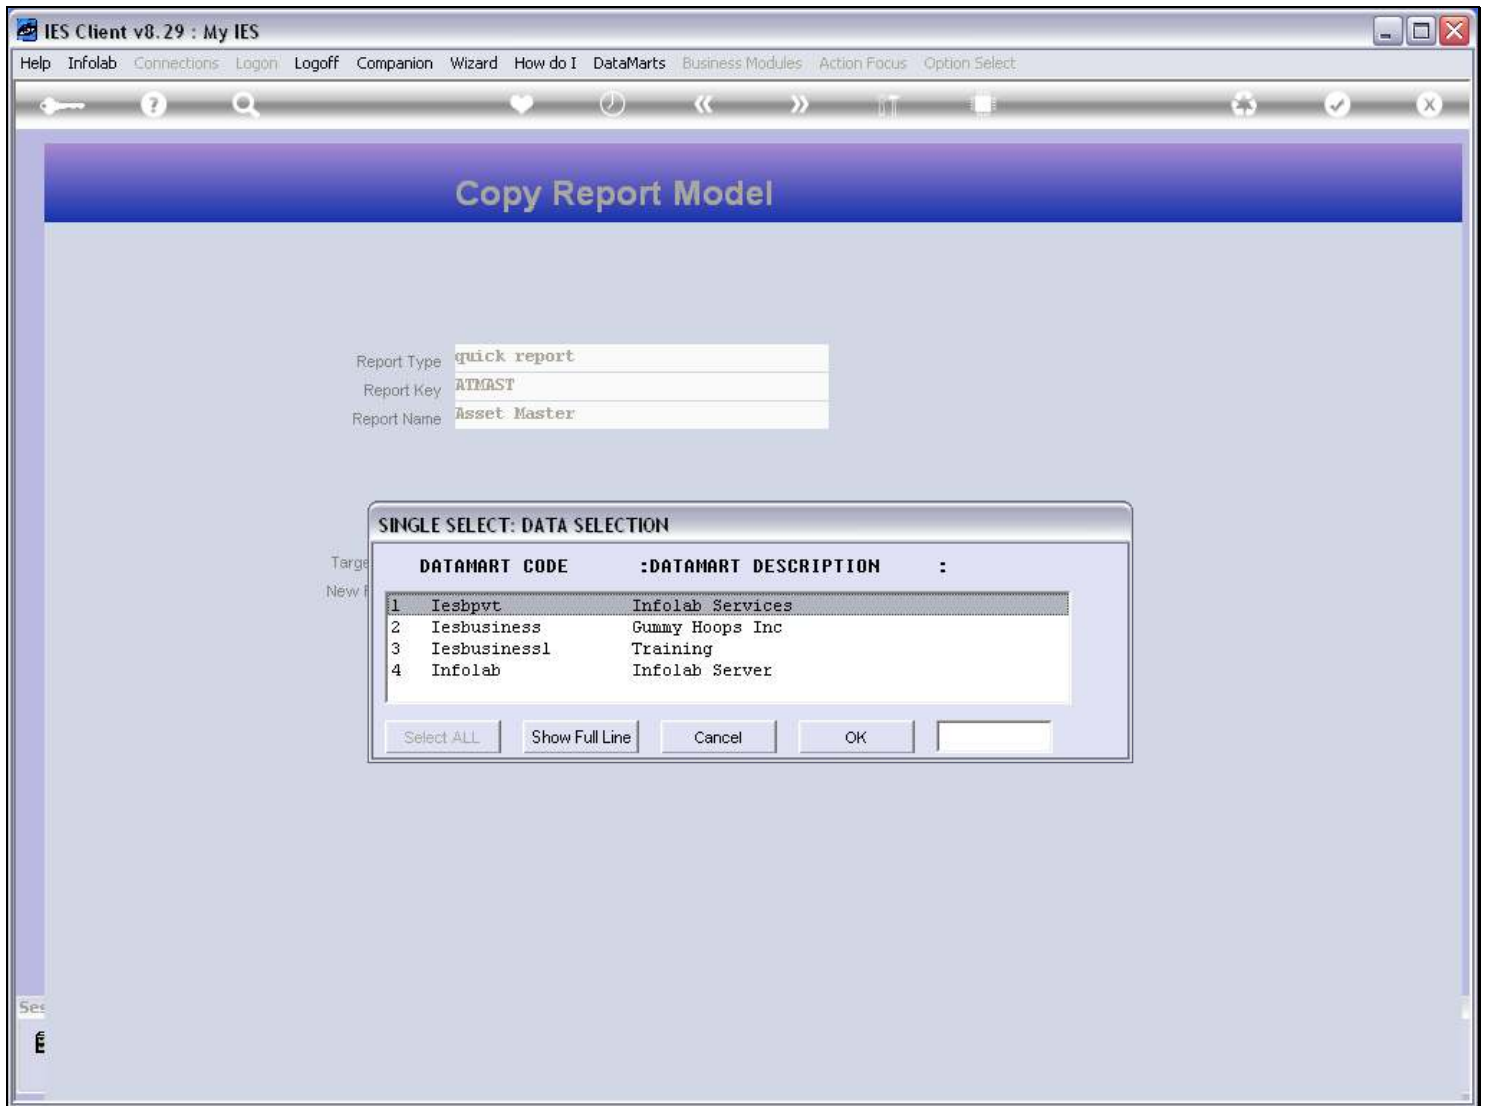 IES Client v8.29 : My IES
Help Infolab Connections Logon Logoff Companion Wizard How do I DataMarts Business Modules Action Focus Option Select
Copy Report Model
Report Type quick report
Report Key ATMAST
Report Name Asset Master
SINGLE SELECT: DATA SELECTION
Targe
DATAMART CODE :DATAMART DESCRIPTION :
New
1 Iesbpvt Infolab Services
2 Iesbusiness Gummy Hoops Inc
3 Iesbusiness1 Training
4 Infolab Infolab Server
Select ALL Show Full Line Cancel OK
Ses